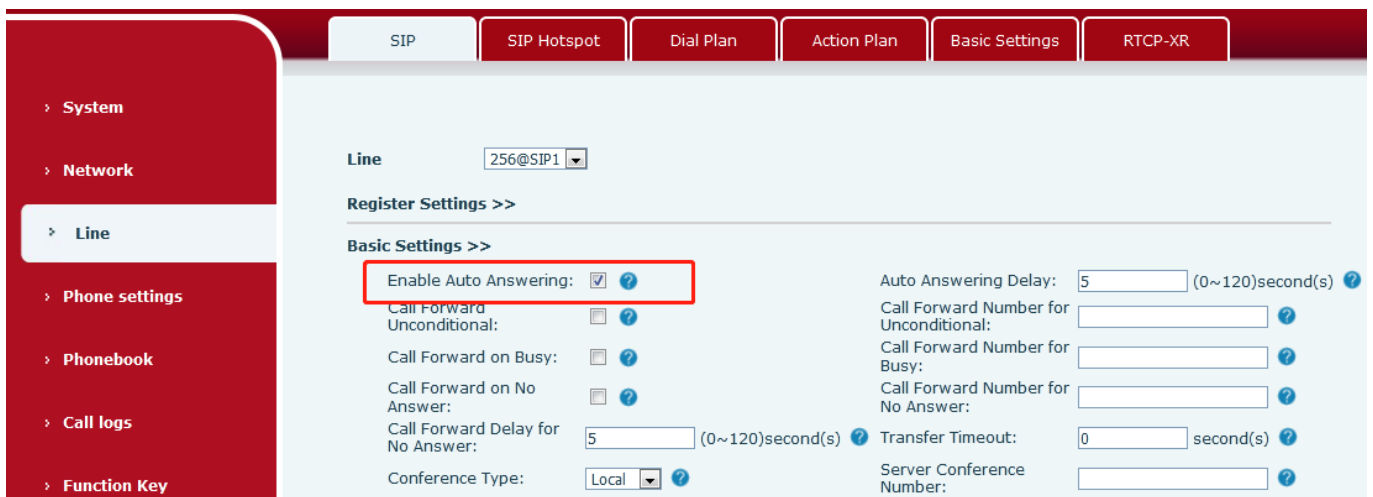 SIP
SIP Hotspot
Dial Plan
Action Plan
Basic Settings
RTCP-XR
› System
› Network
› Line
› Phone settings
› Phonebook
› Call logs
› Function Key
Line 256@SIP1
Register Settings >>
Basic Settings >>
Enable Auto Answering: ?
Auto Answering Delay: 5 (0~120)second(s) ?
Call Forward
Unconditional: ?
Call Forward Number for
Unconditional: ?
Call Forward on Busy: ?
Call Forward Number for
Busy: ?
Call Forward on No
Answer: ?
Call Forward Number for
No Answer: ?
Call Forward Delay for
No Answer: 5 (0~120)second(s) ?
Transfer Timeout: 0 second(s) ?
Conference Type: Local ?
Server Conference
Number: ?